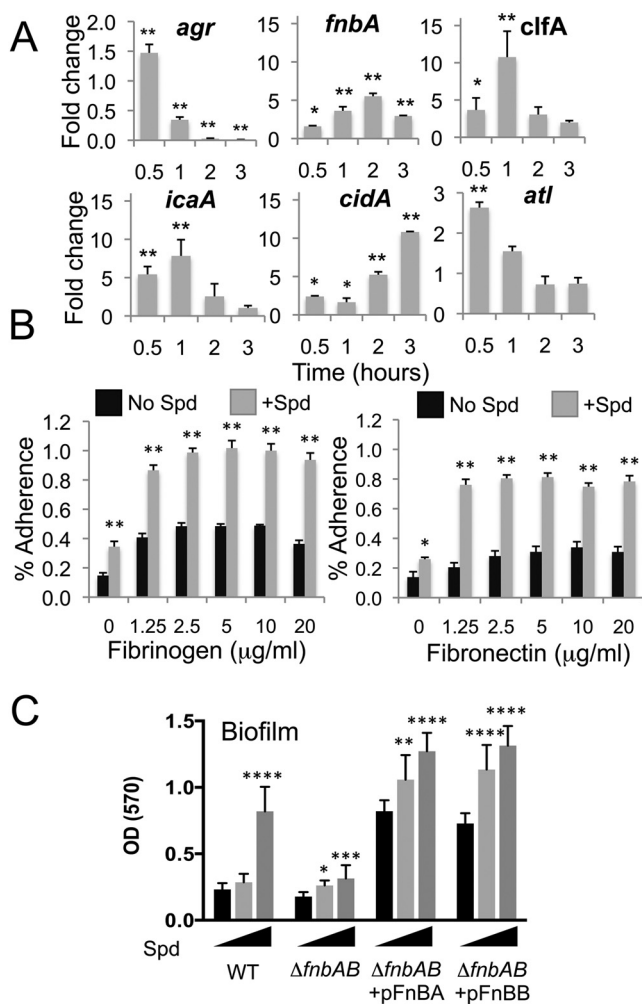 A
agr
fnbA
clfA
Fold change
2.0
1.5
1.0
0.5
0.0
**
**
**
**
0.5 1 2 3
15
10
5
0
*
**
**
**
0.5 1 2 3
15
10
5
0
*
**
0.5 1 2 3
icaA
cidA
atl
Fold change
15
10
5
0
**
**
0.5 1 2 3
15
10
5
0
*
*
**
**
0.5 1 2 3
3
2
1
0
**
0.5 1 2 3
Time (hours)
B
No Spd +Spd
% Adherence
1.2
1.0
0.8
0.6
0.4
0.2
0.0
**
**
**
**
**
**
0 1.25 2.5 5 10 20
Fibrinogen (μg/ml)
No Spd +Spd
% Adherence
1.2
1.0
0.8
0.6
0.4
0.2
0.0
*
**
**
**
**
**
0 1.25 2.5 5 10 20
Fibronectin (μg/ml)
C
Biofilm
OD (570)
1.5
1.0
0.5
0.0
****
*
***
**
****
****
****
Spd
WT
ΔfnbAB
ΔfnbAB
+pFnBA
ΔfnbAB
+pFnBB